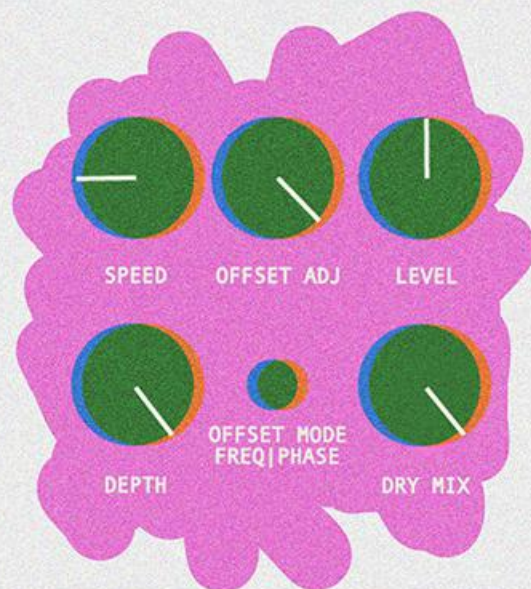 SPEED
OFFSET ADJ
LEVEL
OFFSET MODE
FREQ|PHASE
DEPTH
DRY MIX